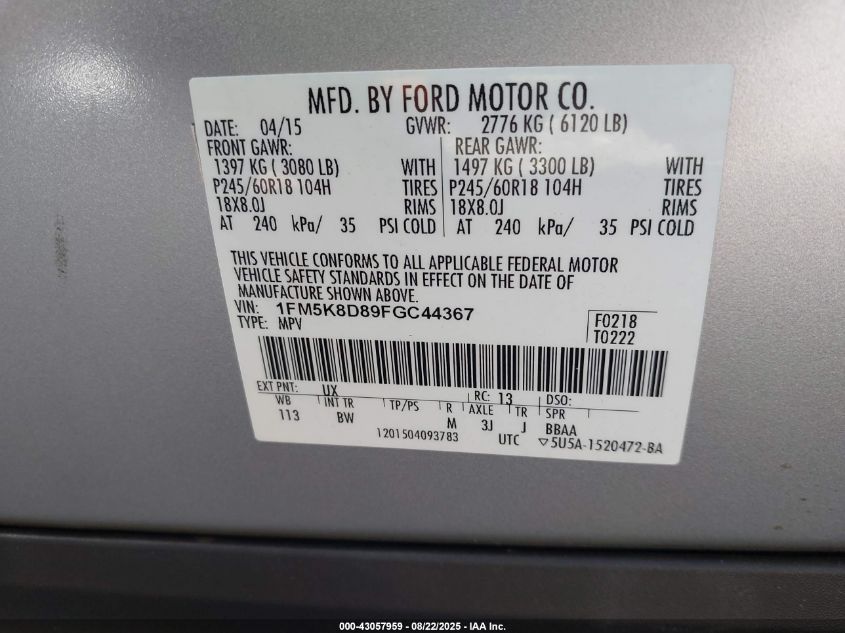 MFD. BY FORD MOTOR CO.
DATE: 04/15 GVWR: 2776 KG ( 6120 LB)
FRONT GAWR: REAR GAWR:
1397 KG ( 3080 LB) WITH 1497 KG ( 3300 LB) WITH
P245/60R18 104H TIRES P245/60R18 104H TIRES
18X8.0J RIMS 18X8.0J RIMS
AT 240 kPa/ 35 PSI COLD AT 240 kPa/ 35 PSI COLD
THIS VEHICLE CONFORMS TO ALL APPLICABLE FEDERAL MOTOR
VEHICLE SAFETY STANDARDS IN EFFECT ON THE DATE OF
MANUFACTURE SHOWN ABOVE.
VIN: 1FM5K8D89FGC44367
TYPE: MPV
F0218
T0222
EXT PNT: UX RC: 13 DSO:
WB INT TR TP/PS R AXLE TR SPR
113 BW M 3J J BBAA
1201504093783 UTC ▽5U5A-1520472-BA
000-43057959 - 08/22/2025 - IAA Inc.